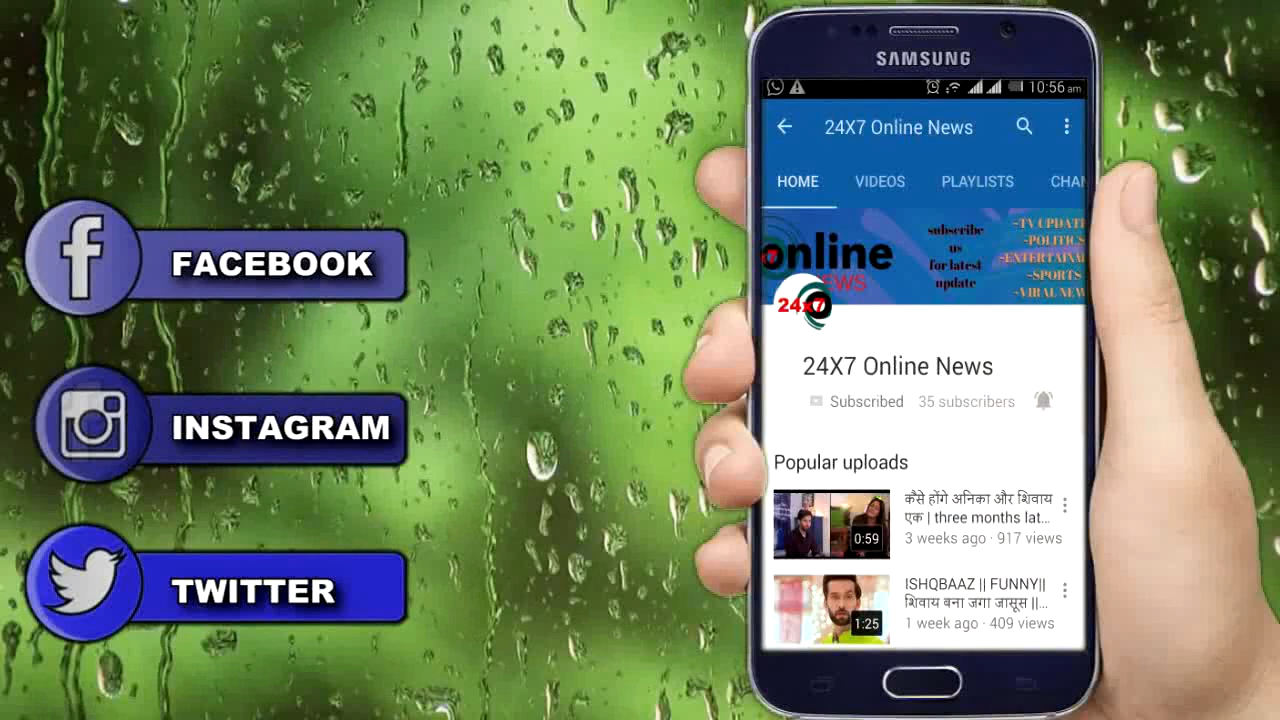 FACEBOOK
INSTAGRAM
TWITTER
SAMSUNG
10:56 am
24X7 Online News
HOME VIDEOS PLAYLISTS CHAN
online
NEWS
subscribe
us
for latest
update
~TV UPDATE
~POLITICS
~ENTERTAINM
~SPORTS
~VIRAL NEW
24x7
24X7 Online News
Subscribed 35 subscribers
Popular uploads
0:59
कैसे होंगे अनिका और शिवाय
एक | three months lat...
3 weeks ago · 917 views
1:25
ISHQBAAZ || FUNNY||
शिवाय बना जगा जासूस ||...
1 week ago · 409 views